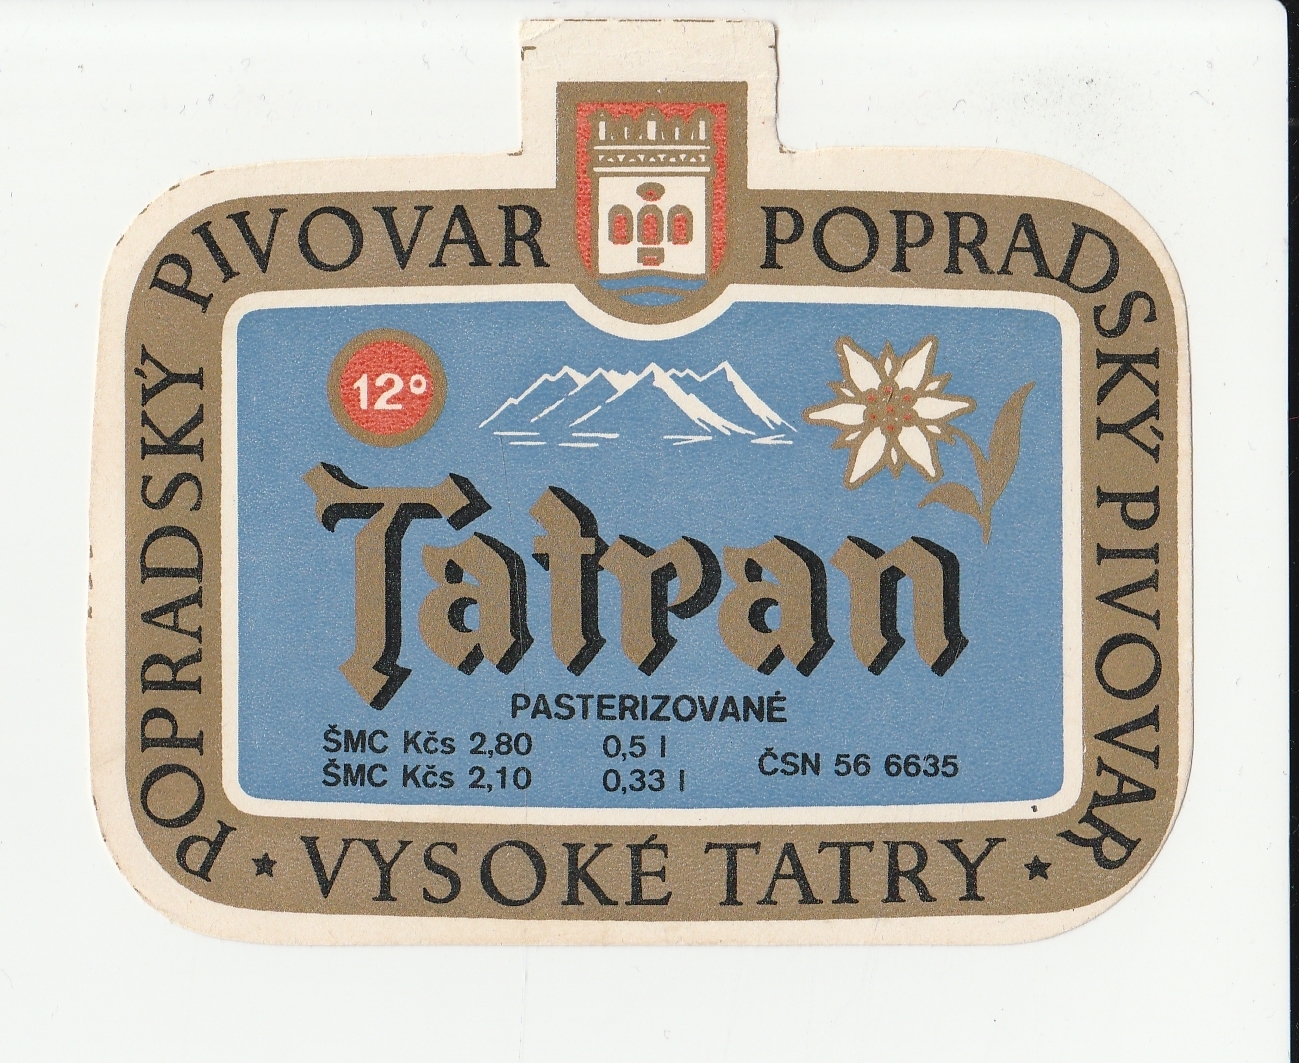 POPRADSKÝ PIVOVAR POPRADSKÝ PIVOVAR
12°
Tatran
PASTERIZOVANÉ
ŠMC Kčs 2,80 0,5 l
ŠMC Kčs 2,10 0,33 l
ČSN 56 6635
★ VYSOKÉ TATRY ★